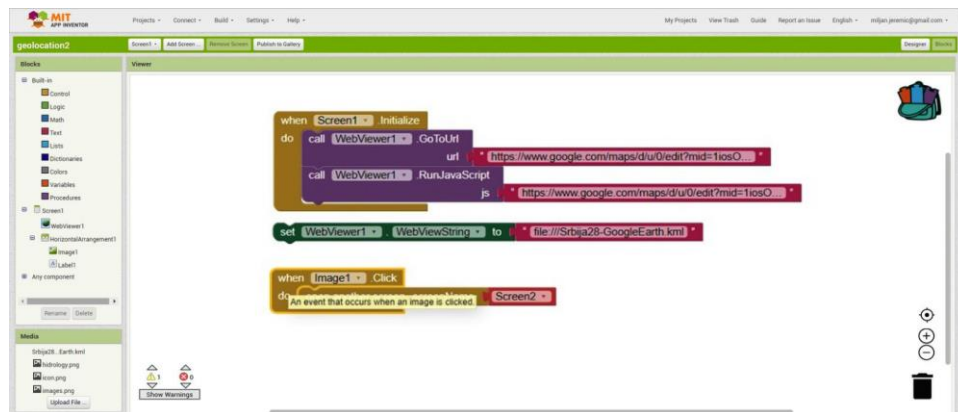 MIT
APP INVENTOR
Projects
Connect
Build
Settings
Help
My Projects
View Trash
Guide
Report an Issue
English
miljan.jeremic@gmail.com
geolocation2
Screen1
Add Screen ...
Remove Screen
Publish to Gallery
Designer
Blocks
Blocks
Viewer
Built-in
Control
Logic
Math
Text
Lists
Dictionaries
Colors
Variables
Procedures
Screen1
WebViewer1
HorizontalArrangement1
Image1
Label1
Any component
Rename
Delete
Media
Srbija28...Earth.kml
hidrology.png
icon.png
images.png
Upload File ...
when Screen1 .Initialize
do call WebViewer1 .GoToUrl
url " https://www.google.com/maps/d/u/0/edit?mid=1iosO... "
call WebViewer1 .RunJavaScript
js " https://www.google.com/maps/d/u/0/edit?mid=1iosO... "
set WebViewer1 . WebViewString to " file:///Srbija28-GoogleEarth.kml "
when Image1 .Click
do
An event that occurs when an image is clicked.
Screen2
1
0
Show Warnings